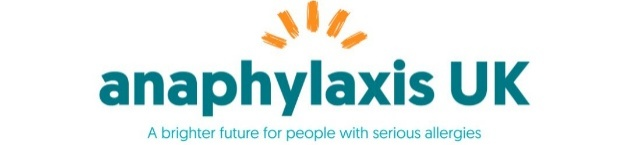 anaphylaxis UK
A brighter future for people with serious allergies